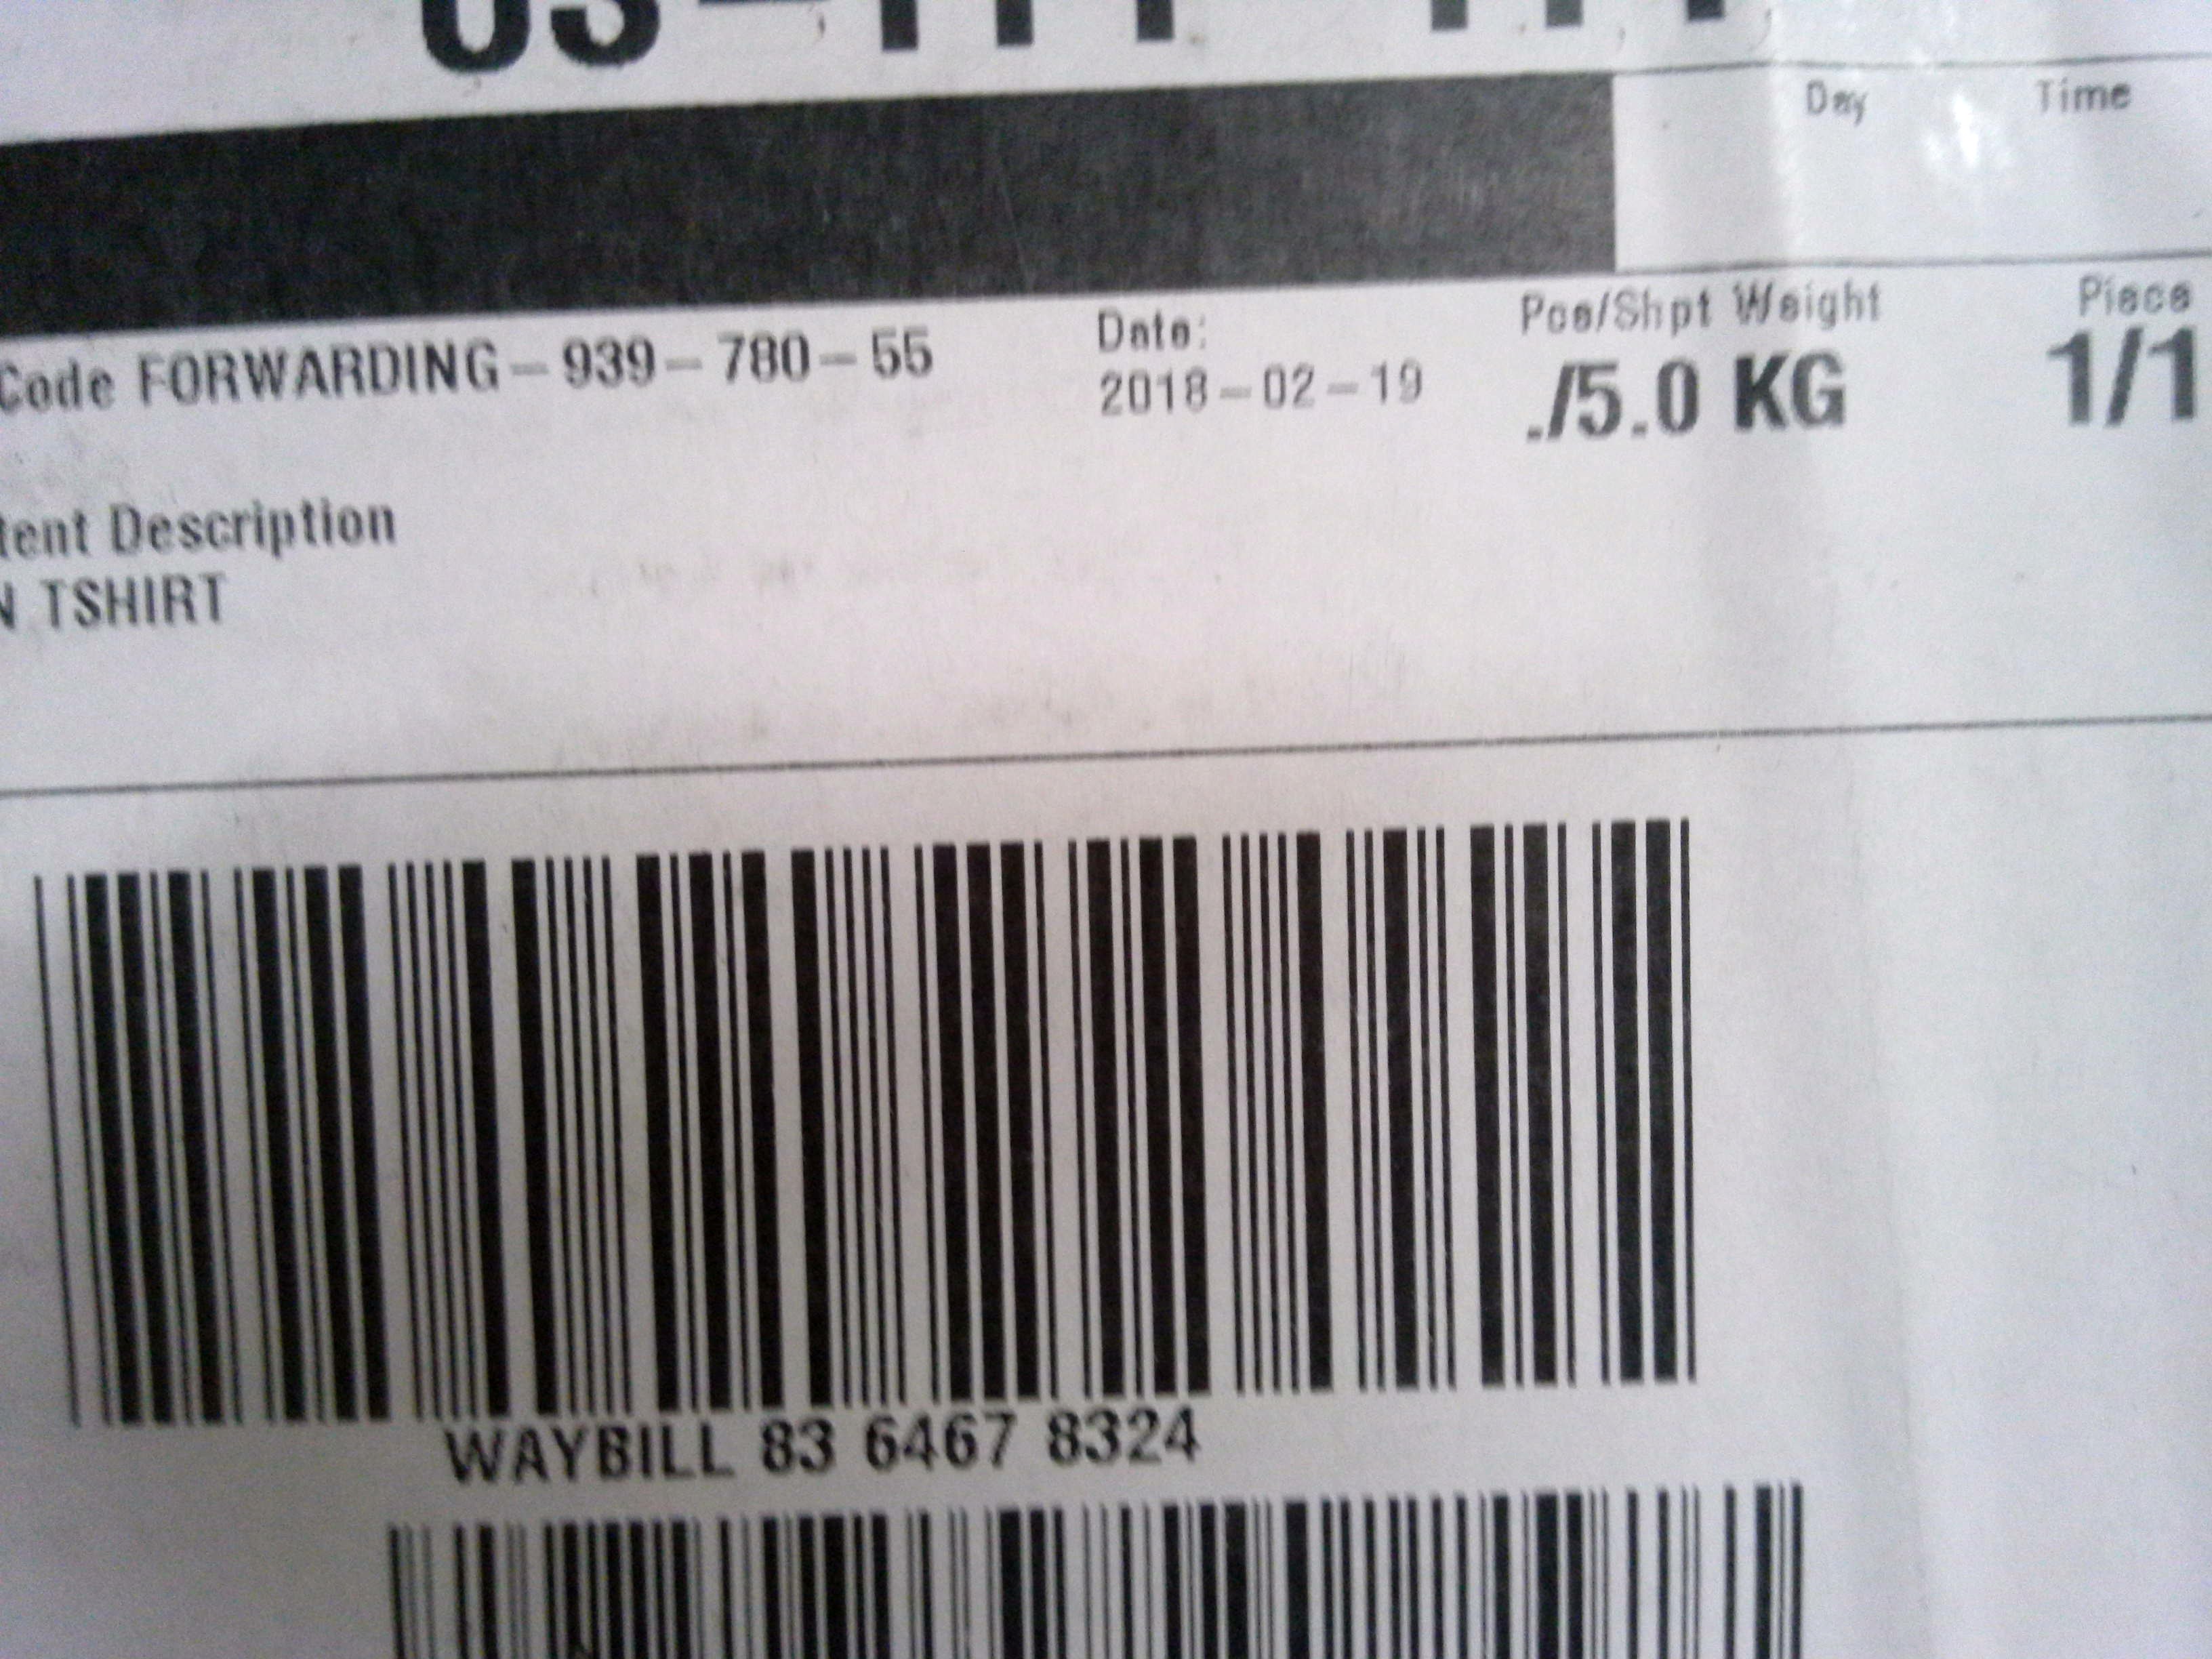 Day Time
Code FORWARDING-939-780-55 Date: Pce/Shpt Weight Piece
2018-02-19 ./5.0 KG 1/1
tent Description
N TSHIRT
WAYBILL 83 6467 8324